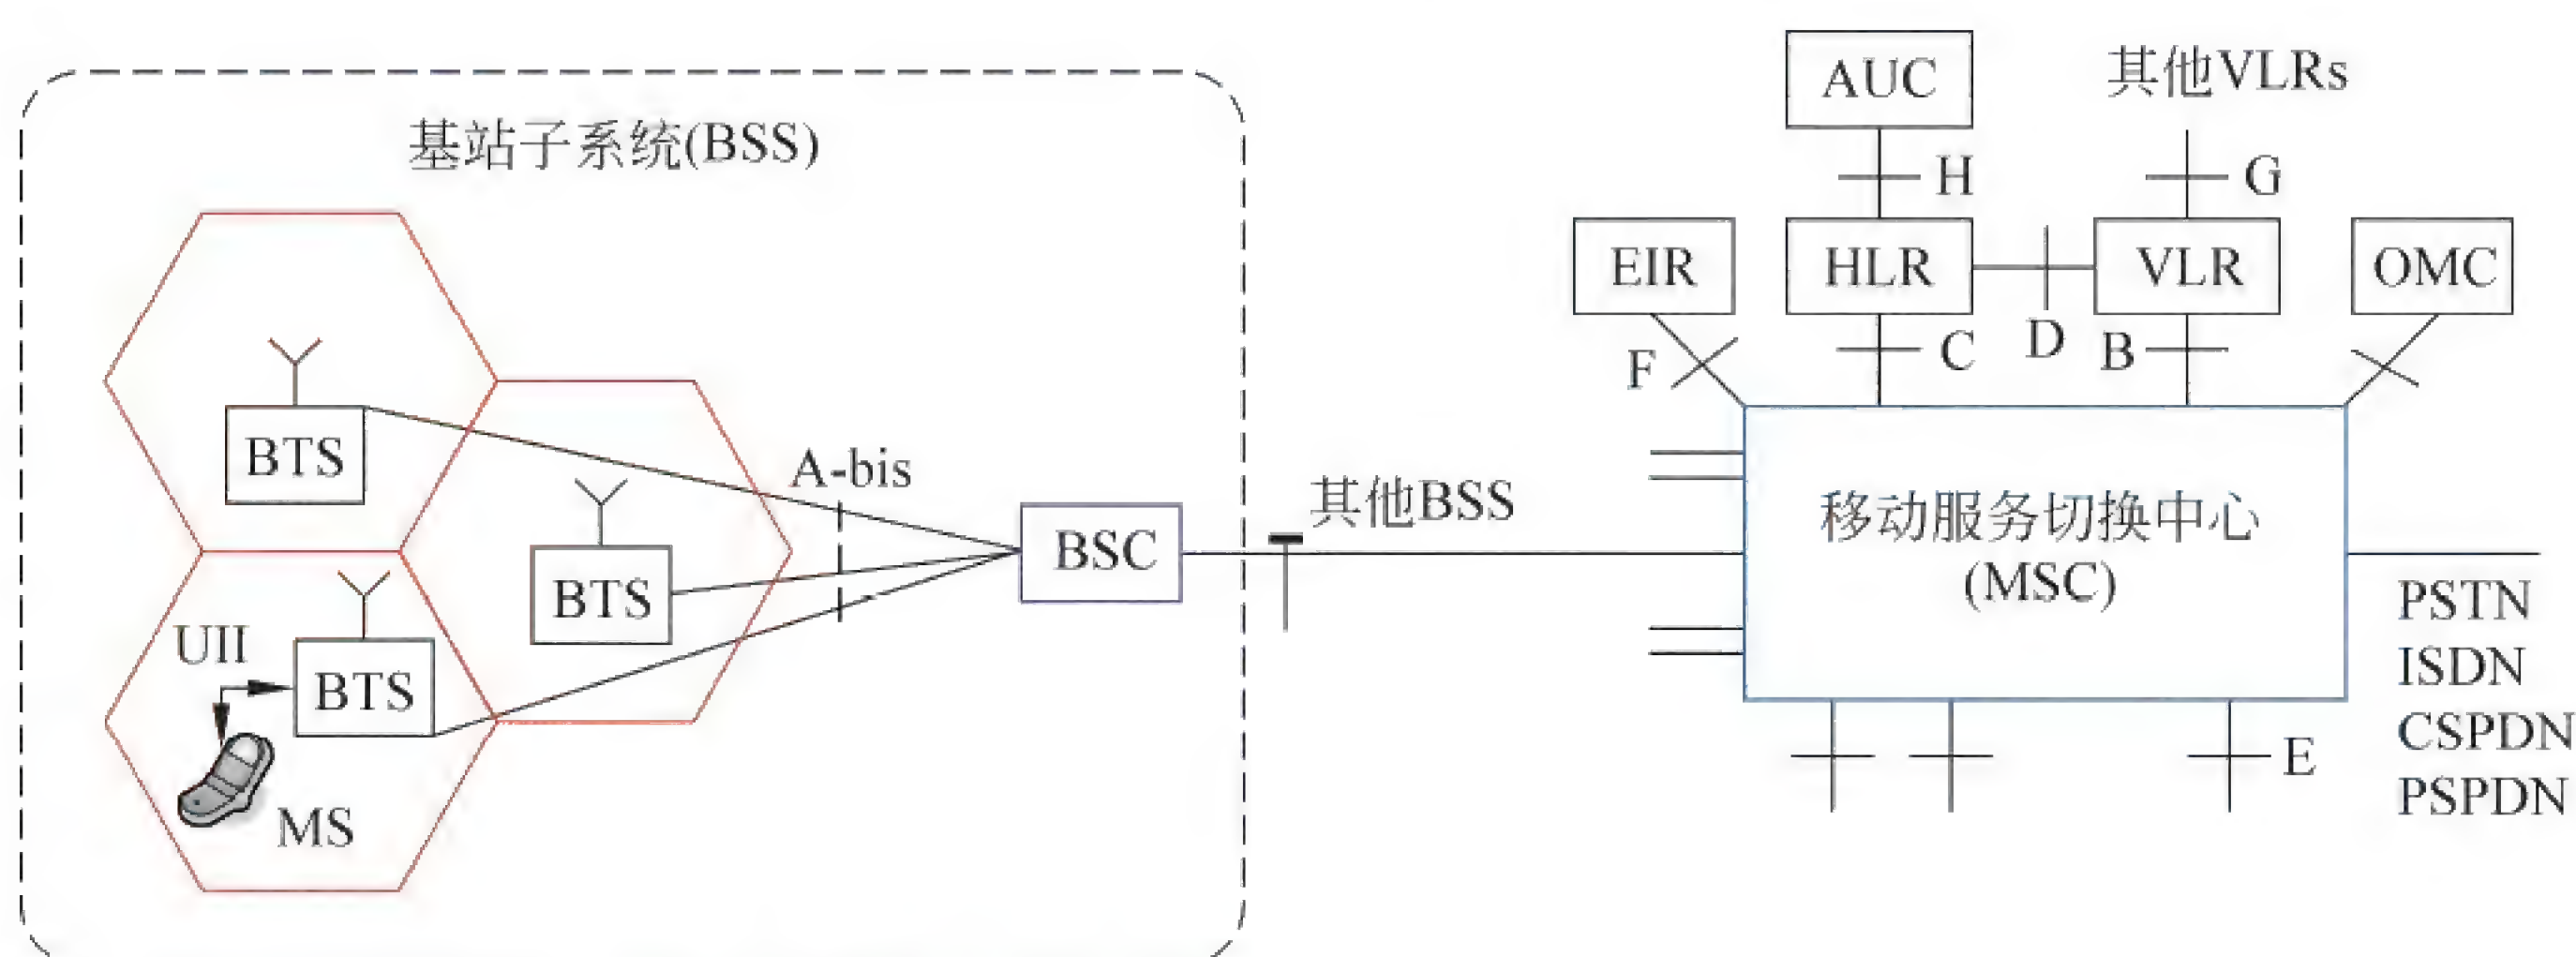 基站子系统(BSS)
BTS
A-bis
BTS
BSC
UII
BTS
MS
其他BSS
AUC
其他VLRs
H
G
EIR
HLR
VLR
OMC
F
C
D
B
移动服务切换中心
(MSC)
E
PSTN
ISDN
CSPDN
PSPDN